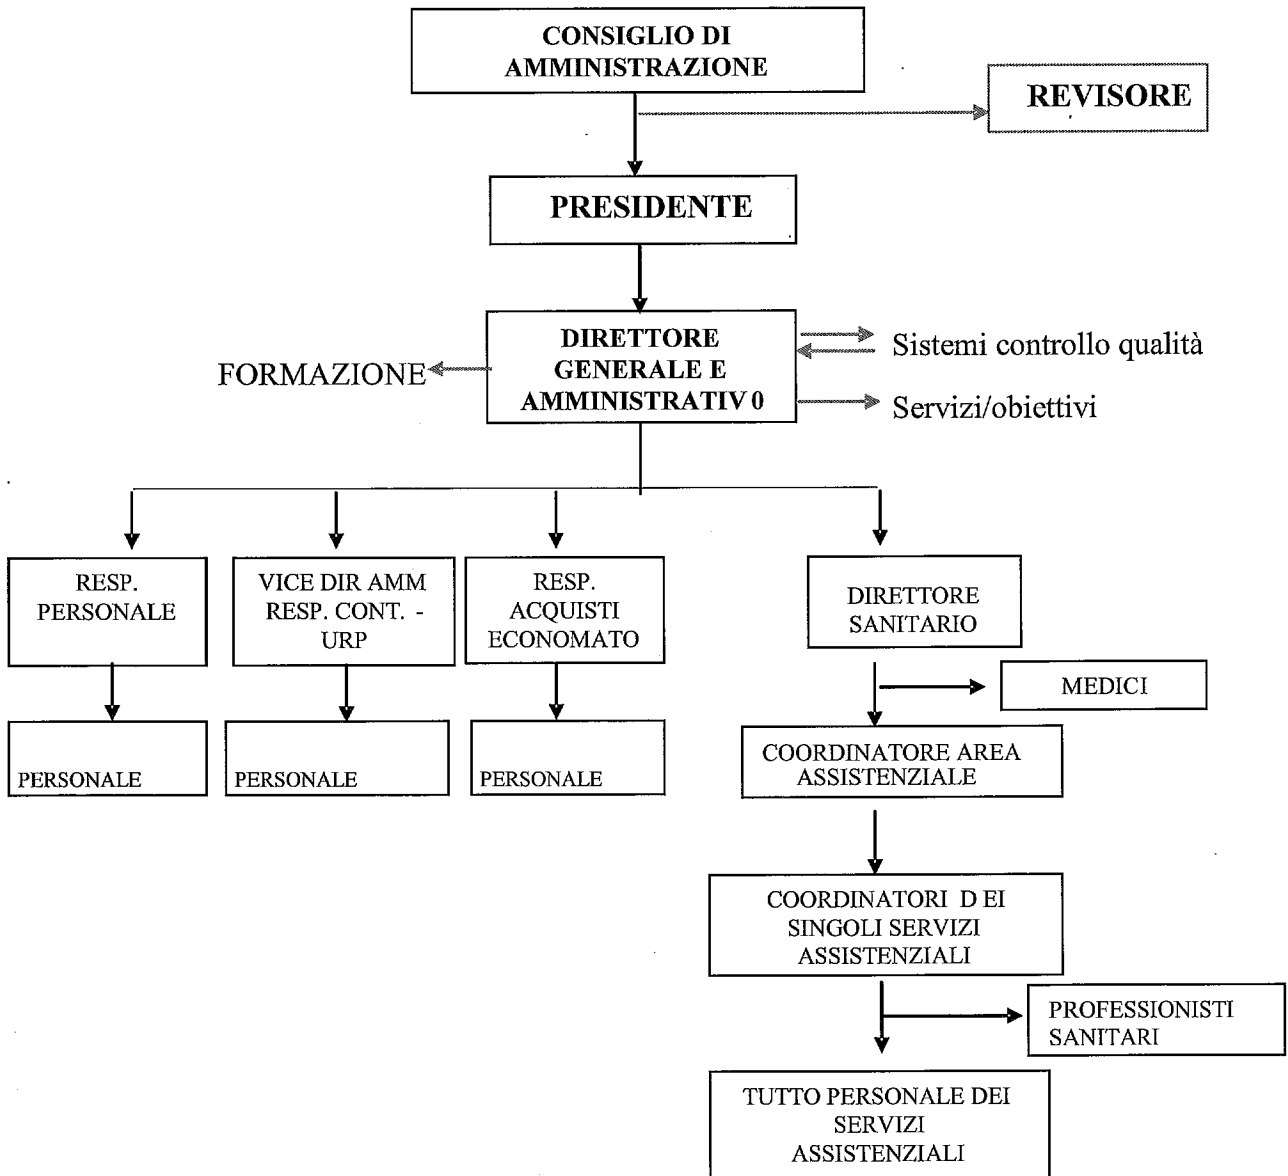 CONSIGLIO DI
AMMINISTRAZIONE
REVISORE
PRESIDENTE
DIRETTORE
GENERALE E
AMMINISTRATIV 0
FORMAZIONE
Sistemi controllo qualità
Servizi/obiettivi
RESP.
PERSONALE
VICE DIR AMM
RESP. CONT. -
URP
RESP.
ACQUISTI
ECONOMATO
DIRETTORE
SANITARIO
MEDICI
PERSONALE
PERSONALE
PERSONALE
COORDINATORE AREA
ASSISTENZIALE
COORDINATORI D EI
SINGOLI SERVIZI
ASSISTENZIALI
PROFESSIONISTI
SANITARI
TUTTO PERSONALE DEI
SERVIZI
ASSISTENZIALI